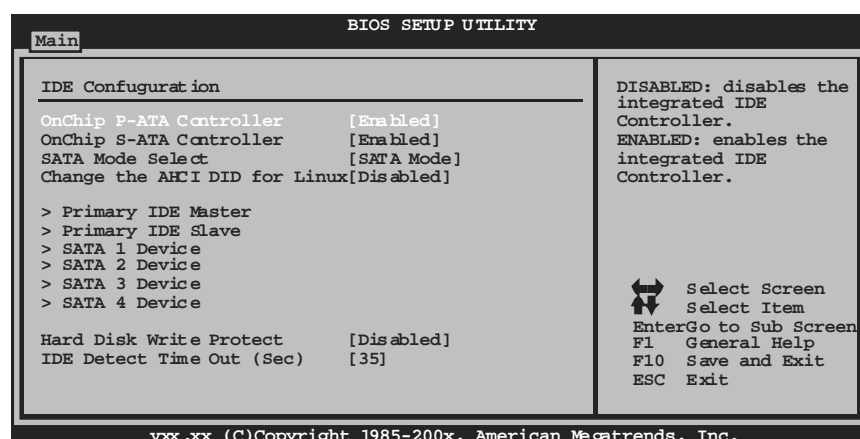 BIOS SETUP UTILITY
Main
IDE Confuguration
OnChip P-ATA Controller [Enabled]
OnChip S-ATA Controller [Enabled]
SATA Mode Select [SATA Mode]
Change the AHCI DID for Linux[Disabled]
> Primary IDE Master
> Primary IDE Slave
> SATA 1 Device
> SATA 2 Device
> SATA 3 Device
> SATA 4 Device
Hard Disk Write Protect [Disabled]
IDE Detect Time Out (Sec) [35]
DISABLED: disables the
integrated IDE
Controller.
ENABLED: enables the
integrated IDE
Controller.
Select Screen
Select Item
EnterGo to Sub Screen
F1 General Help
F10 Save and Exit
ESC Exit
vxx.xx (C)Copyright 1985-200x, American Megatrends, Inc.